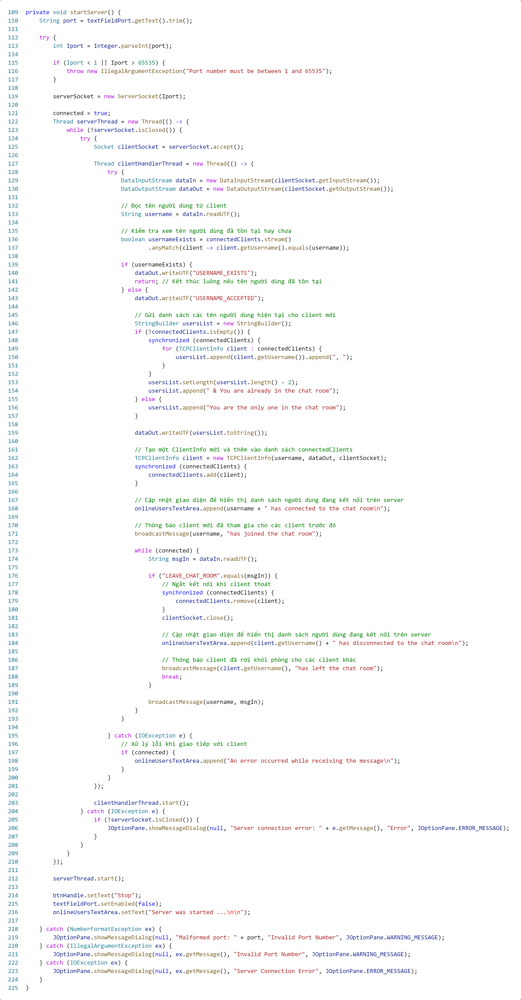 109 private void startServer() {
110     String port = textFieldPort.getText().trim();
111
112     try {
113         int Iport = Integer.parseInt(port);
114
115         if (Iport < 1 || Iport > 65535) {
116             throw new IllegalArgumentException("Port number must be between 1 and 65535");
117         }
118
119         serverSocket = new ServerSocket(Iport);
120
121         connected = true;
122         Thread serverThread = new Thread(() -> {
123             while (!serverSocket.isClosed()) {
124                 try {
125                     Socket clientSocket = serverSocket.accept();
126
127                     Thread clientHandlerThread = new Thread(() -> {
128                         try {
129                             DataInputStream dataIn = new DataInputStream(clientSocket.getInputStream());
130                             DataOutputStream dataOut = new DataOutputStream(clientSocket.getOutputStream());
131
132                             // Đọc tên người dùng từ client
133                             String username = dataIn.readUTF();
134
135                             // Kiểm tra xem tên người dùng đã tồn tại hay chưa
136                             boolean usernameExists = connectedClients.stream()
137                                     .anyMatch(client -> client.getUsername().equals(username));
138
139                             if (usernameExists) {
140                                 dataOut.writeUTF("USERNAME_EXISTS");
141                                 return; // Kết thúc luồng nếu tên người dùng đã tồn tại
142                             } else {
143                                 dataOut.writeUTF("USERNAME_ACCEPTED");
144
145                                 // Gửi danh sách các tên người dùng hiện tại cho client mới
146                                 StringBuilder usersList = new StringBuilder();
147                                 if (!connectedClients.isEmpty()) {
148                                     synchronized (connectedClients) {
149                                         for (TCPClientInfo client : connectedClients) {
150                                             usersList.append(client.getUsername()).append(", ");
151                                         }
152                                     }
153                                     usersList.setLength(usersList.length() - 2);
154                                     usersList.append(" & You are already in the chat room");
155                                 } else {
156                                     usersList.append("You are the only one in the chat room");
157                                 }
158
159                                 dataOut.writeUTF(usersList.toString());
160
161                                 // Tạo một ClientInfo mới và thêm vào danh sách connectedClients
162                                 TCPClientInfo client = new TCPClientInfo(username, dataOut, clientSocket);
163                                 synchronized (connectedClients) {
164                                     connectedClients.add(client);
165                                 }
166
167                                 // Cập nhật giao diện để hiển thị danh sách người dùng đang kết nối trên server
168                                 onlineUsersTextArea.append(username + " has connected to the chat room\n");
169
170                                 // Thông báo client mới đã tham gia cho các client trước đó
171                                 broadcastMessage(username, "has joined the chat room");
172
173                                 while (connected) {
174                                     String msgIn = dataIn.readUTF();
175
176                                     if ("LEAVE_CHAT_ROOM".equals(msgIn)) {
177                                         // Ngắt kết nối khi client thoát
178                                         synchronized (connectedClients) {
179                                             connectedClients.remove(client);
180                                         }
181                                         clientSocket.close();
182
183                                         // Cập nhật giao diện để hiển thị danh sách người dùng đang kết nối trên server
184                                         onlineUsersTextArea.append(client.getUsername() + " has disconnected to the chat room\n");
185
186                                         // Thông báo client đã rời khỏi phòng cho các client khác
187                                         broadcastMessage(client.getUsername(), "has left the chat room");
188                                         break;
189                                     }
190
191                                     broadcastMessage(username, msgIn);
192                                 }
193                             }
194
195                         } catch (IOException e) {
196                             // Xử lý lỗi khi giao tiếp với client
197                             if (connected) {
198                                 onlineUsersTextArea.append("An error occurred while receiving the message\n");
199                             }
200                         }
201                     });
202
203                     clientHandlerThread.start();
204                 } catch (IOException e) {
205                     if (!serverSocket.isClosed()) {
206                         JOptionPane.showMessageDialog(null, "Server connection error: " + e.getMessage(), "Error", JOptionPane.ERROR_MESSAGE);
207                     }
208                 }
209             }
210         });
211
212         serverThread.start();
213
214         btnHandle.setText("Stop");
215         textFieldPort.setEnabled(false);
216         onlineUsersTextArea.setText("Server was started ...\n\n");
217
218     } catch (NumberFormatException ex) {
219         JOptionPane.showMessageDialog(null, "Malformed port: " + port, "Invalid Port Number", JOptionPane.WARNING_MESSAGE);
220     } catch (IllegalArgumentException ex) {
221         JOptionPane.showMessageDialog(null, ex.getMessage(), "Invalid Port Number", JOptionPane.WARNING_MESSAGE);
222     } catch (IOException ex) {
223         JOptionPane.showMessageDialog(null, ex.getMessage(), "Server Connection Error", JOptionPane.ERROR_MESSAGE);
224     }
225 }